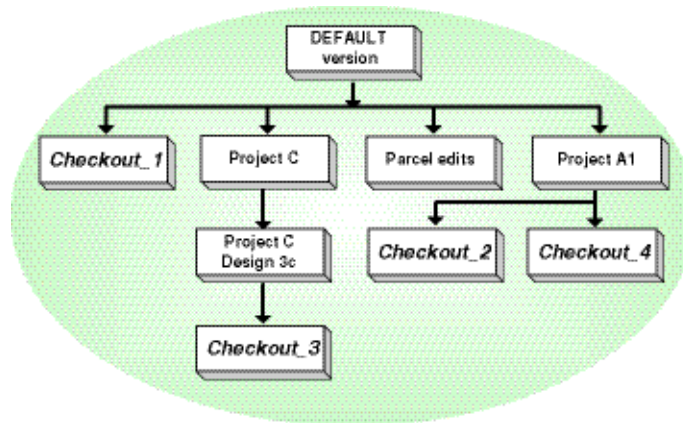 DEFAULT
version
Checkout_1
Project C
Parcel edits
Project A1
Project C
Design 3c
Checkout_2
Checkout_4
Checkout_3